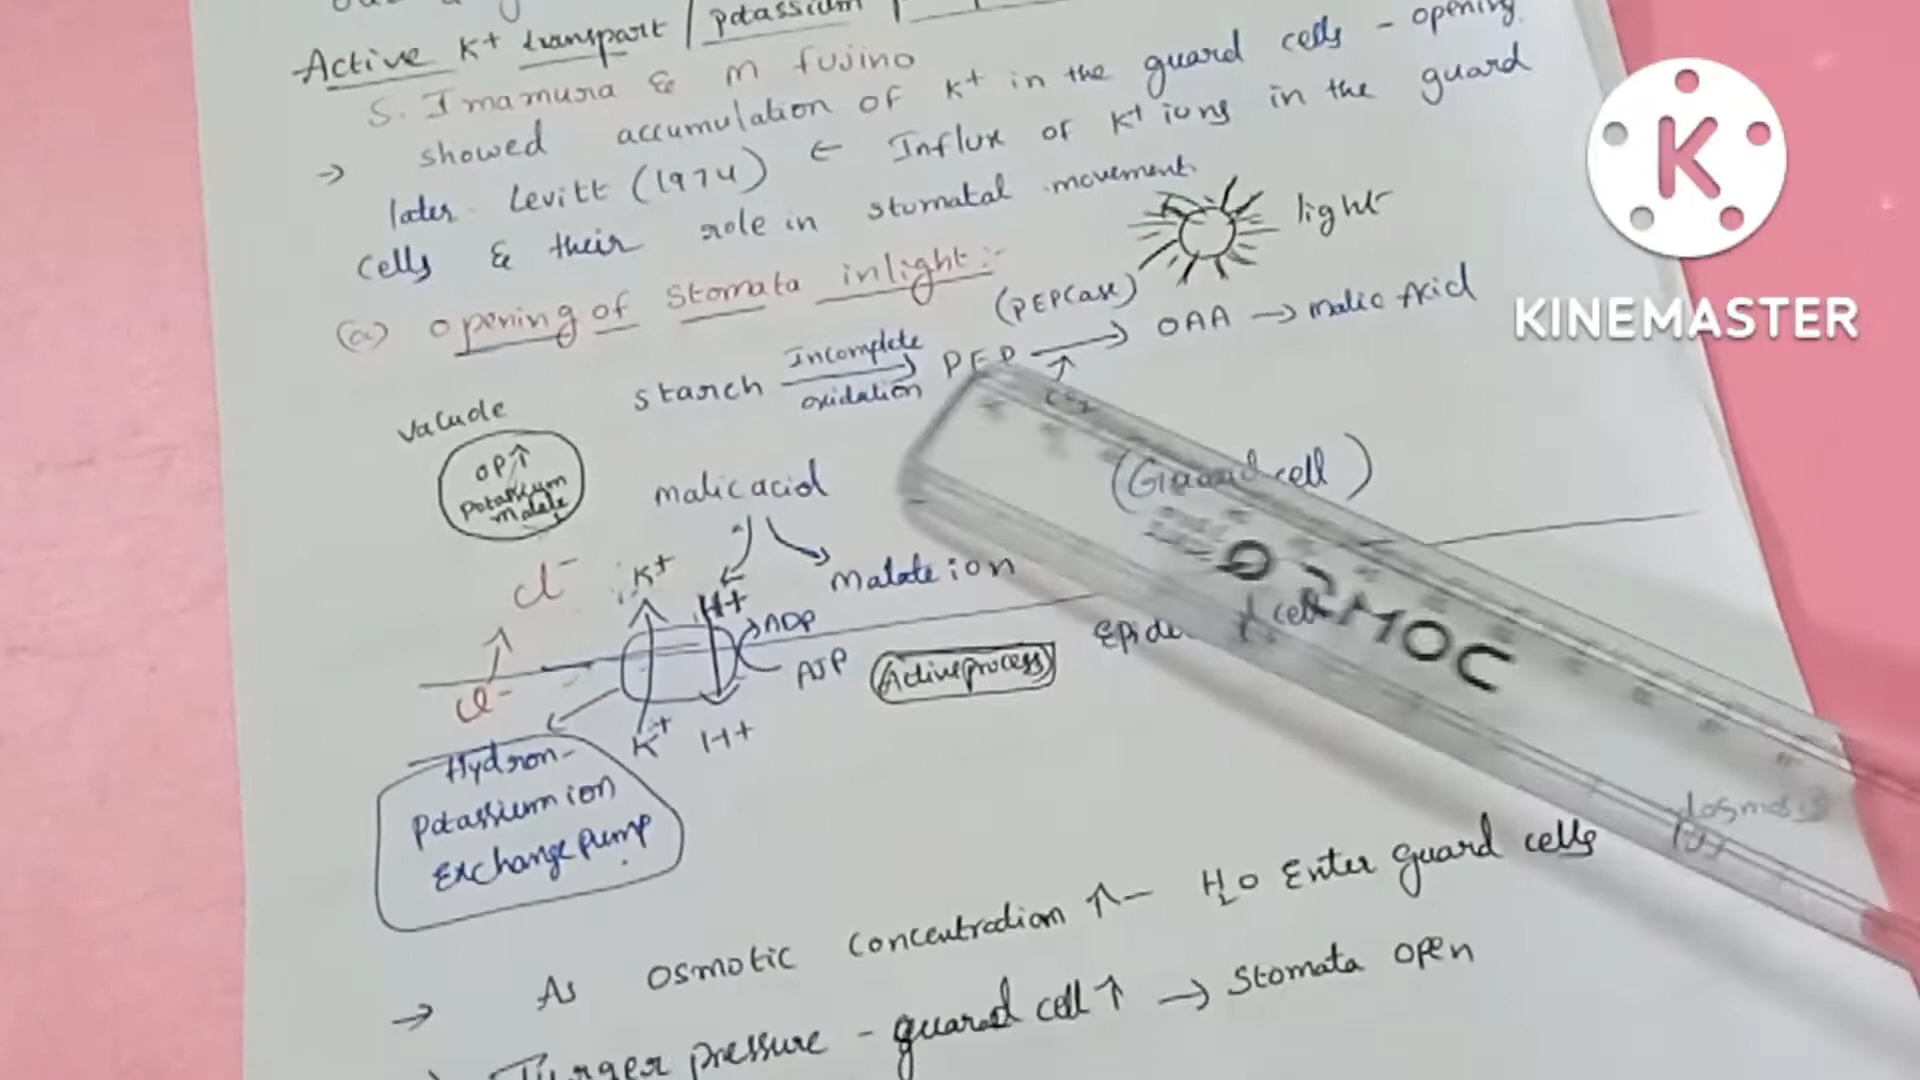 Active K+ transport / potassium
S. Imamura & M fujino
→ showed accumulation of K+ in the guard cells - opening
later Levitt (1974) ← Influx of K+ ions in the guard
cells & their role in stomatal movement.
(a) opening of Stomata in light:-
light
(PEPCase)
starch Incomplete oxidation → PEP → OAA → Malic Acid
Vacuole
OP↑
Potassium
Malate
malic acid
(Guard cell)
Malate ion
Cl-
K+
H+
ADP
ATP
Active process
cell
Cl-
K+
H+
Hydron-
potassium ion
exchange pump
→ As osmotic concentration ↑ - H2O Enter guard cells
osmosis
Turger pressure - guard cell ↑ → Stomata open
K
KINEMASTER